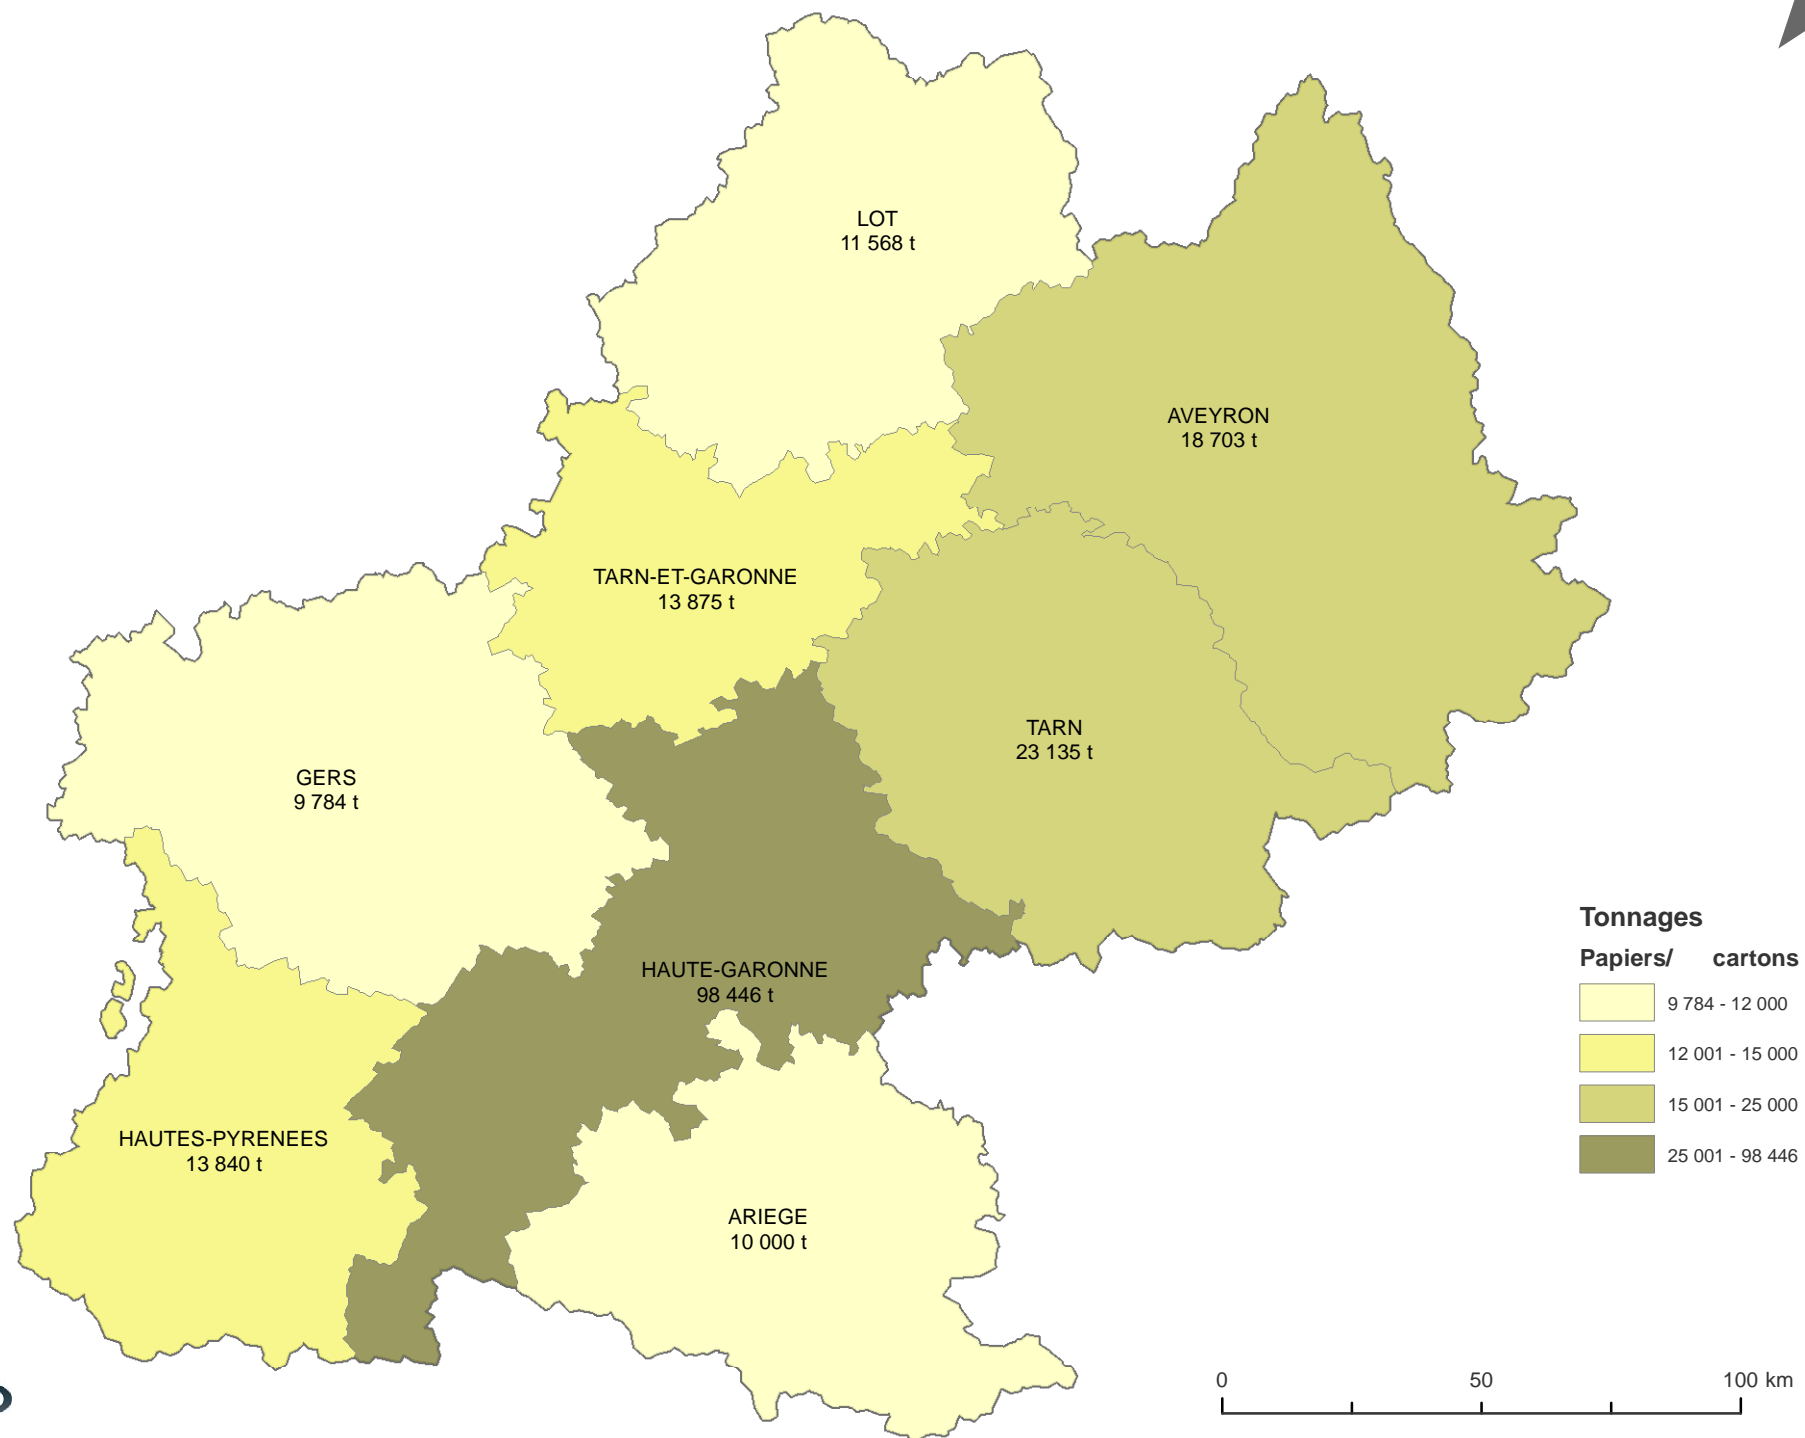 LOT
11 568 t
AVEYRON
18 703 t
TARN-ET-GARONNE
13 875 t
TARN
23 135 t
GERS
9 784 t
HAUTE-GARONNE
98 446 t
HAUTES-PYRENEES
13 840 t
ARIEGE
10 000 t
Tonnages
Papiers/ cartons
9 784 - 12 000
12 001 - 15 000
15 001 - 25 000
25 001 - 98 446
0 50 100 km